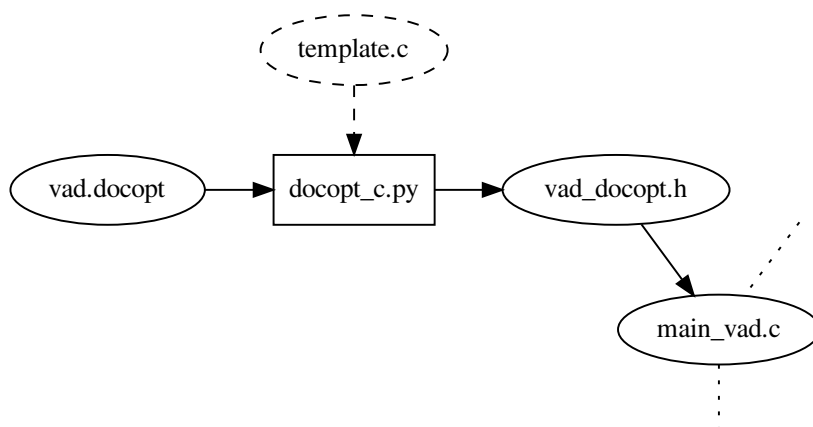 template.c
vad.docopt
docopt_c.py
vad_docopt.h
main_vad.c